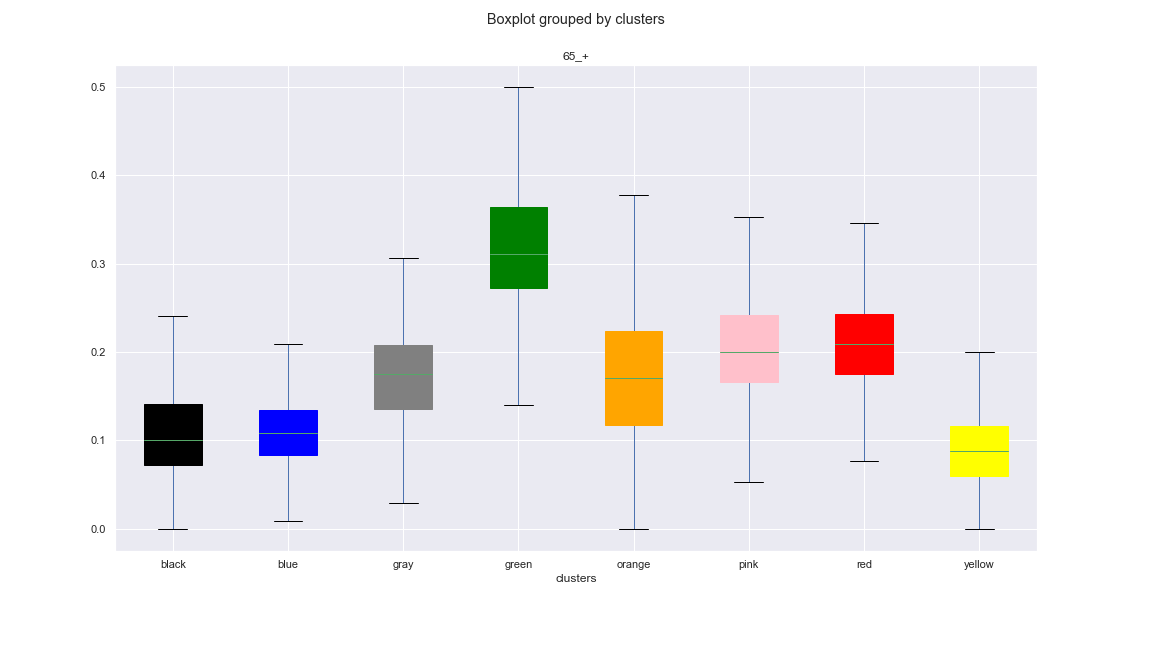 Boxplot grouped by clusters
65_+
0.5
0.4
0.3
0.2
0.1
0.0
black blue gray green orange pink red yellow
clusters